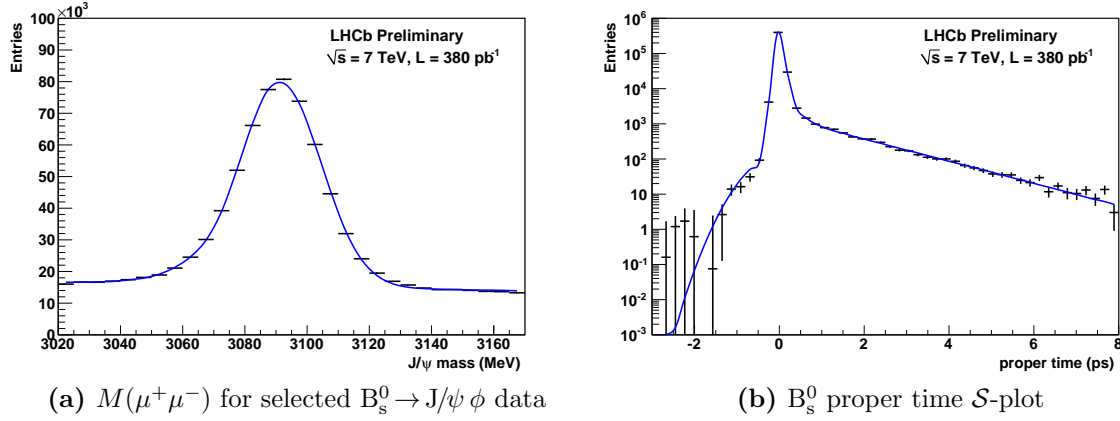 ×10³
100
90
80
70
60
50
40
30
20
10
0
Entries
LHCb Preliminary
√s = 7 TeV, L = 380 pb⁻¹
3020 3040 3060 3080 3100 3120 3140 3160
J/ψ mass (MeV)
(a) M(μ⁺μ⁻) for selected B⁰ₛ → J/ψ ϕ data
10⁶
10⁵
10⁴
10³
10²
10
1
10⁻¹
10⁻²
10⁻³
Entries
LHCb Preliminary
√s = 7 TeV, L = 380 pb⁻¹
-2 0 2 4 6 8
proper time (ps)
(b) B⁰ₛ proper time 𝒮-plot